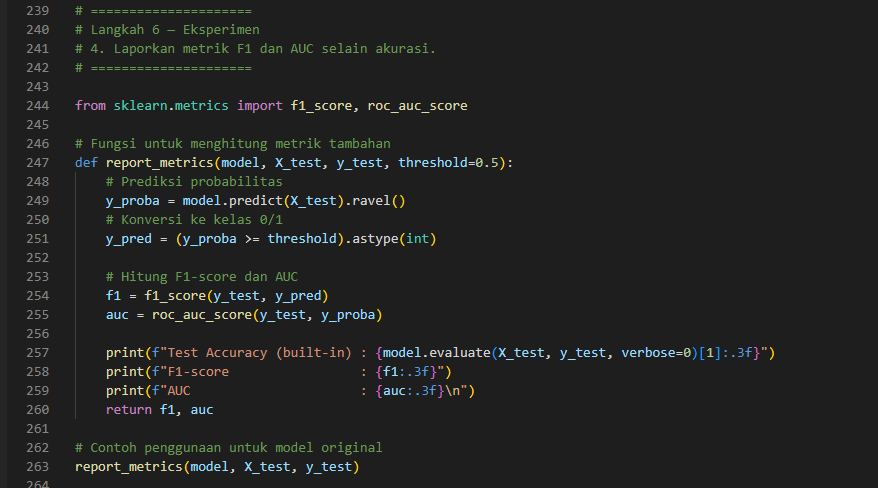 239 # =====================
240 # Langkah 6 – Eksperimen
241 # 4. Laporkan metrik F1 dan AUC selain akurasi.
242 # =====================
243
244 from sklearn.metrics import f1_score, roc_auc_score
245
246 # Fungsi untuk menghitung metrik tambahan
247 def report_metrics(model, X_test, y_test, threshold=0.5):
248     # Prediksi probabilitas
249     y_proba = model.predict(X_test).ravel()
250     # Konversi ke kelas 0/1
251     y_pred = (y_proba >= threshold).astype(int)
252
253     # Hitung F1-score dan AUC
254     f1 = f1_score(y_test, y_pred)
255     auc = roc_auc_score(y_test, y_proba)
256
257     print(f"Test Accuracy (built-in) : {model.evaluate(X_test, y_test, verbose=0)[1]:.3f}")
258     print(f"F1-score                 : {f1:.3f}")
259     print(f"AUC                      : {auc:.3f}\n")
260     return f1, auc
261
262 # Contoh penggunaan untuk model original
263 report_metrics(model, X_test, y_test)
264